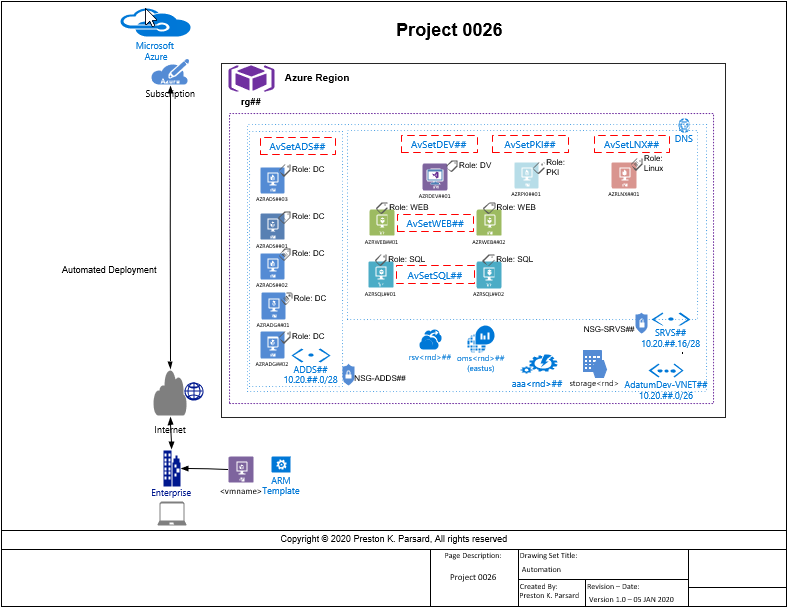 Project 0026
Microsoft
Azure
Azure
Subscription
Azure Region
rg##
DNS
AvSetADS##
AvSetDEV##
AvSetPKI##
AvSetLNX##
Role: DC
AZRADS##03
Role: DC
AZRADS##01
Role: DC
AZRADS##02
Role: DC
AZRADG##01
Role: DC
AZRADG##02
Role: DV
AZRDEV##01
Role:
PKI
AZRPKI##01
Role:
Linux
AZRLNX##01
Role: WEB
AZRWEB##01
AvSetWEB##
Role: WEB
AZRWEB##02
Role: SQL
AZRSQL##01
AvSetSQL##
Role: SQL
AZRSQL##02
Automated Deployment
ADDS##
10.20.##.0/28
NSG-ADDS##
NSG-SRVS##
SRVS##
10.20.##.16/28
rsv<rnd>##
oms<rnd>##
(eastus)
aaa<rnd>##
storage<rnd>
AdatumDev-VNET##
10.20.##.0/26
Internet
Enterprise
<vmname>
ARM
Template
Copyright © 2020 Preston K. Parsard, All rights reserved
Page Description:
Project 0026
Drawing Set Title:
Automation
Created By:
Preston K. Parsard
Revision – Date:
Version 1.0 – 05 JAN 2020